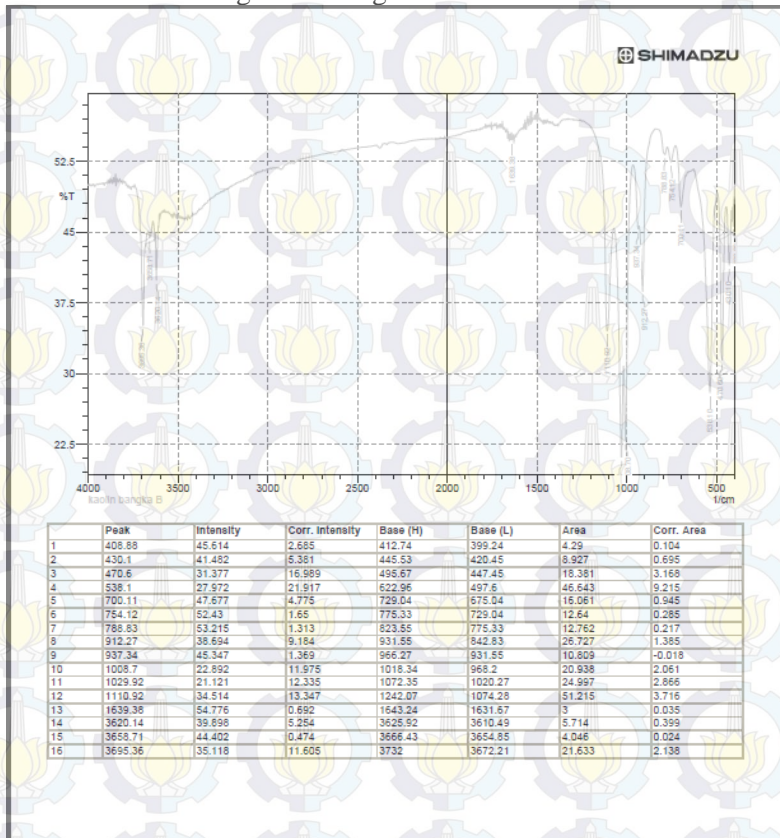 SHIMADZU
52.5
%T
45
37.5
30
22.5
4000 3500 3000 2500 2000 1500 1000 500
kaolin bangka B 1/cm
Peak Intensity Corr. Intensity Base (H) Base (L) Area Corr. Area
1 408.88 45.614 2.685 412.74 399.24 4.29 0.104
2 430.1 41.482 5.381 445.53 420.45 8.927 0.695
3 470.6 31.377 16.989 495.67 447.45 18.381 3.168
4 538.1 27.972 21.917 622.96 497.6 46.643 9.215
5 700.11 47.677 4.775 729.04 675.04 16.061 0.945
6 754.12 52.43 1.65 775.33 729.04 12.64 0.285
7 788.83 53.215 1.313 823.55 775.33 12.762 0.217
8 912.27 38.694 9.184 931.55 842.83 26.727 1.385
9 937.34 45.347 1.369 966.27 931.55 10.809 -0.018
10 1008.7 22.892 11.975 1018.34 968.2 20.938 2.061
11 1029.92 21.121 12.335 1072.35 1020.27 24.997 2.866
12 1110.92 34.514 13.347 1242.07 1074.28 51.215 3.716
13 1639.38 54.776 0.692 1643.24 1631.67 3 0.035
14 3620.14 39.898 5.254 3625.92 3610.49 5.714 0.399
15 3658.71 44.402 0.474 3666.43 3654.85 4.046 0.024
16 3695.36 35.118 11.605 3732 3672.21 21.633 2.138